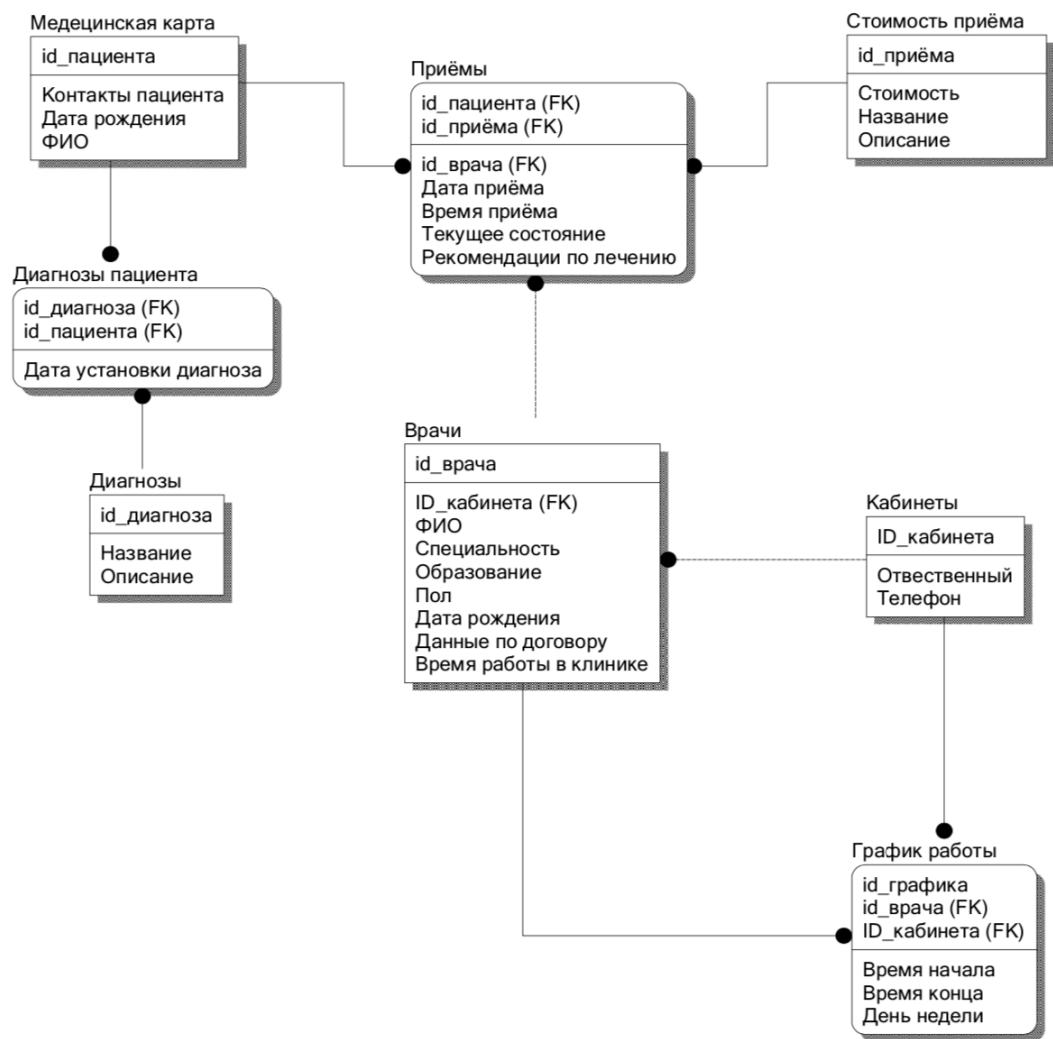 Медецинская карта
id_пациента
Контакты пациента
Дата рождения
ФИО
Приёмы
id_пациента (FK)
id_приёма (FK)
id_врача (FK)
Дата приёма
Время приёма
Текущее состояние
Рекомендации по лечению
Стоимость приёма
id_приёма
Стоимость
Название
Описание
Диагнозы пациента
id_диагноза (FK)
id_пациента (FK)
Дата установки диагноза
Диагнозы
id_диагноза
Название
Описание
Врачи
id_врача
ID_кабинета (FK)
ФИО
Специальность
Образование
Пол
Дата рождения
Данные по договору
Время работы в клинике
Кабинеты
ID_кабинета
Отвественный
Телефон
График работы
id_графика
id_врача (FK)
ID_кабинета (FK)
Время начала
Время конца
День недели